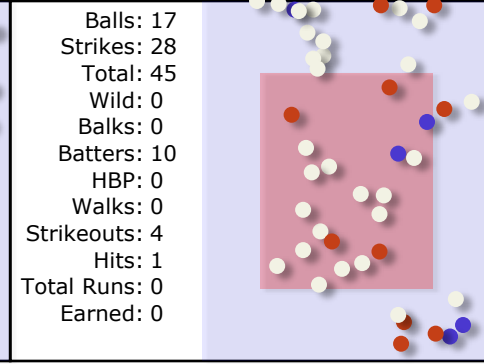 Balls: 17
Strikes: 28
Total: 45
Wild: 0
Balks: 0
Batters: 10
HBP: 0
Walks: 0
Strikeouts: 4
Hits: 1
Total Runs: 0
Earned: 0